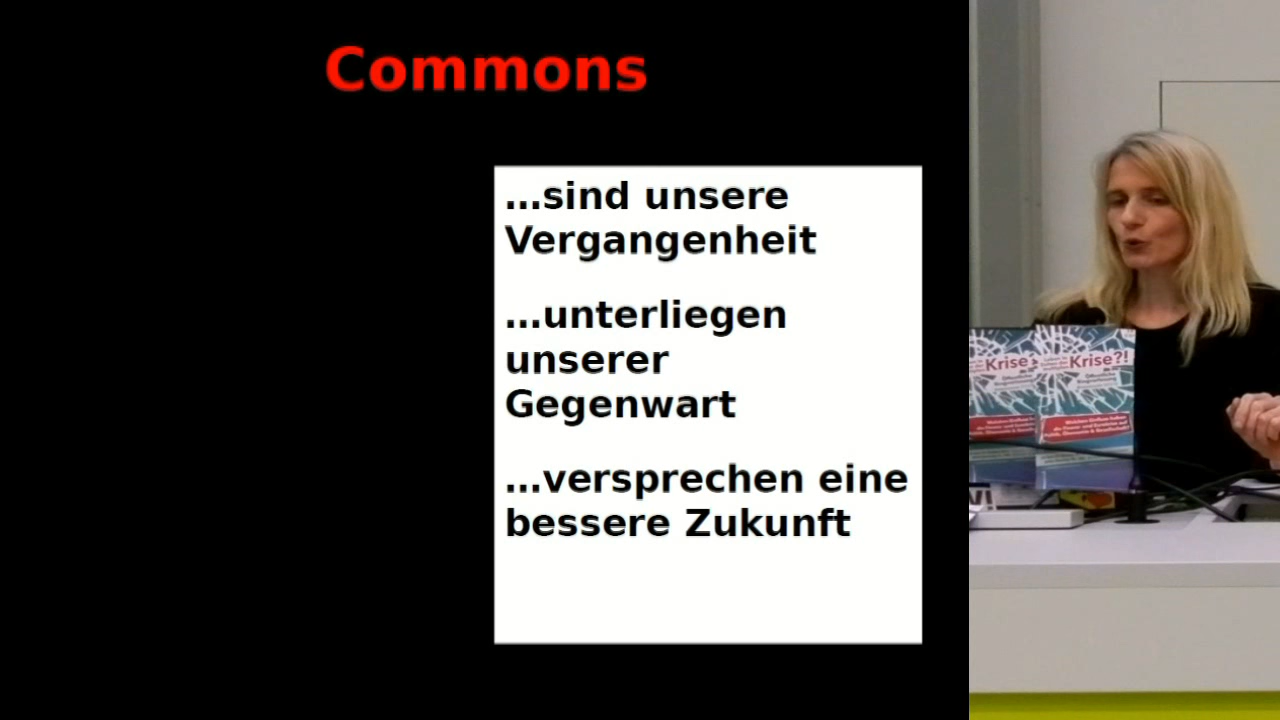 Commons
...sind unsere
Vergangenheit
...unterliegen
unserer
Gegenwart
...versprechen eine
bessere Zukunft
Krise
Krise?!